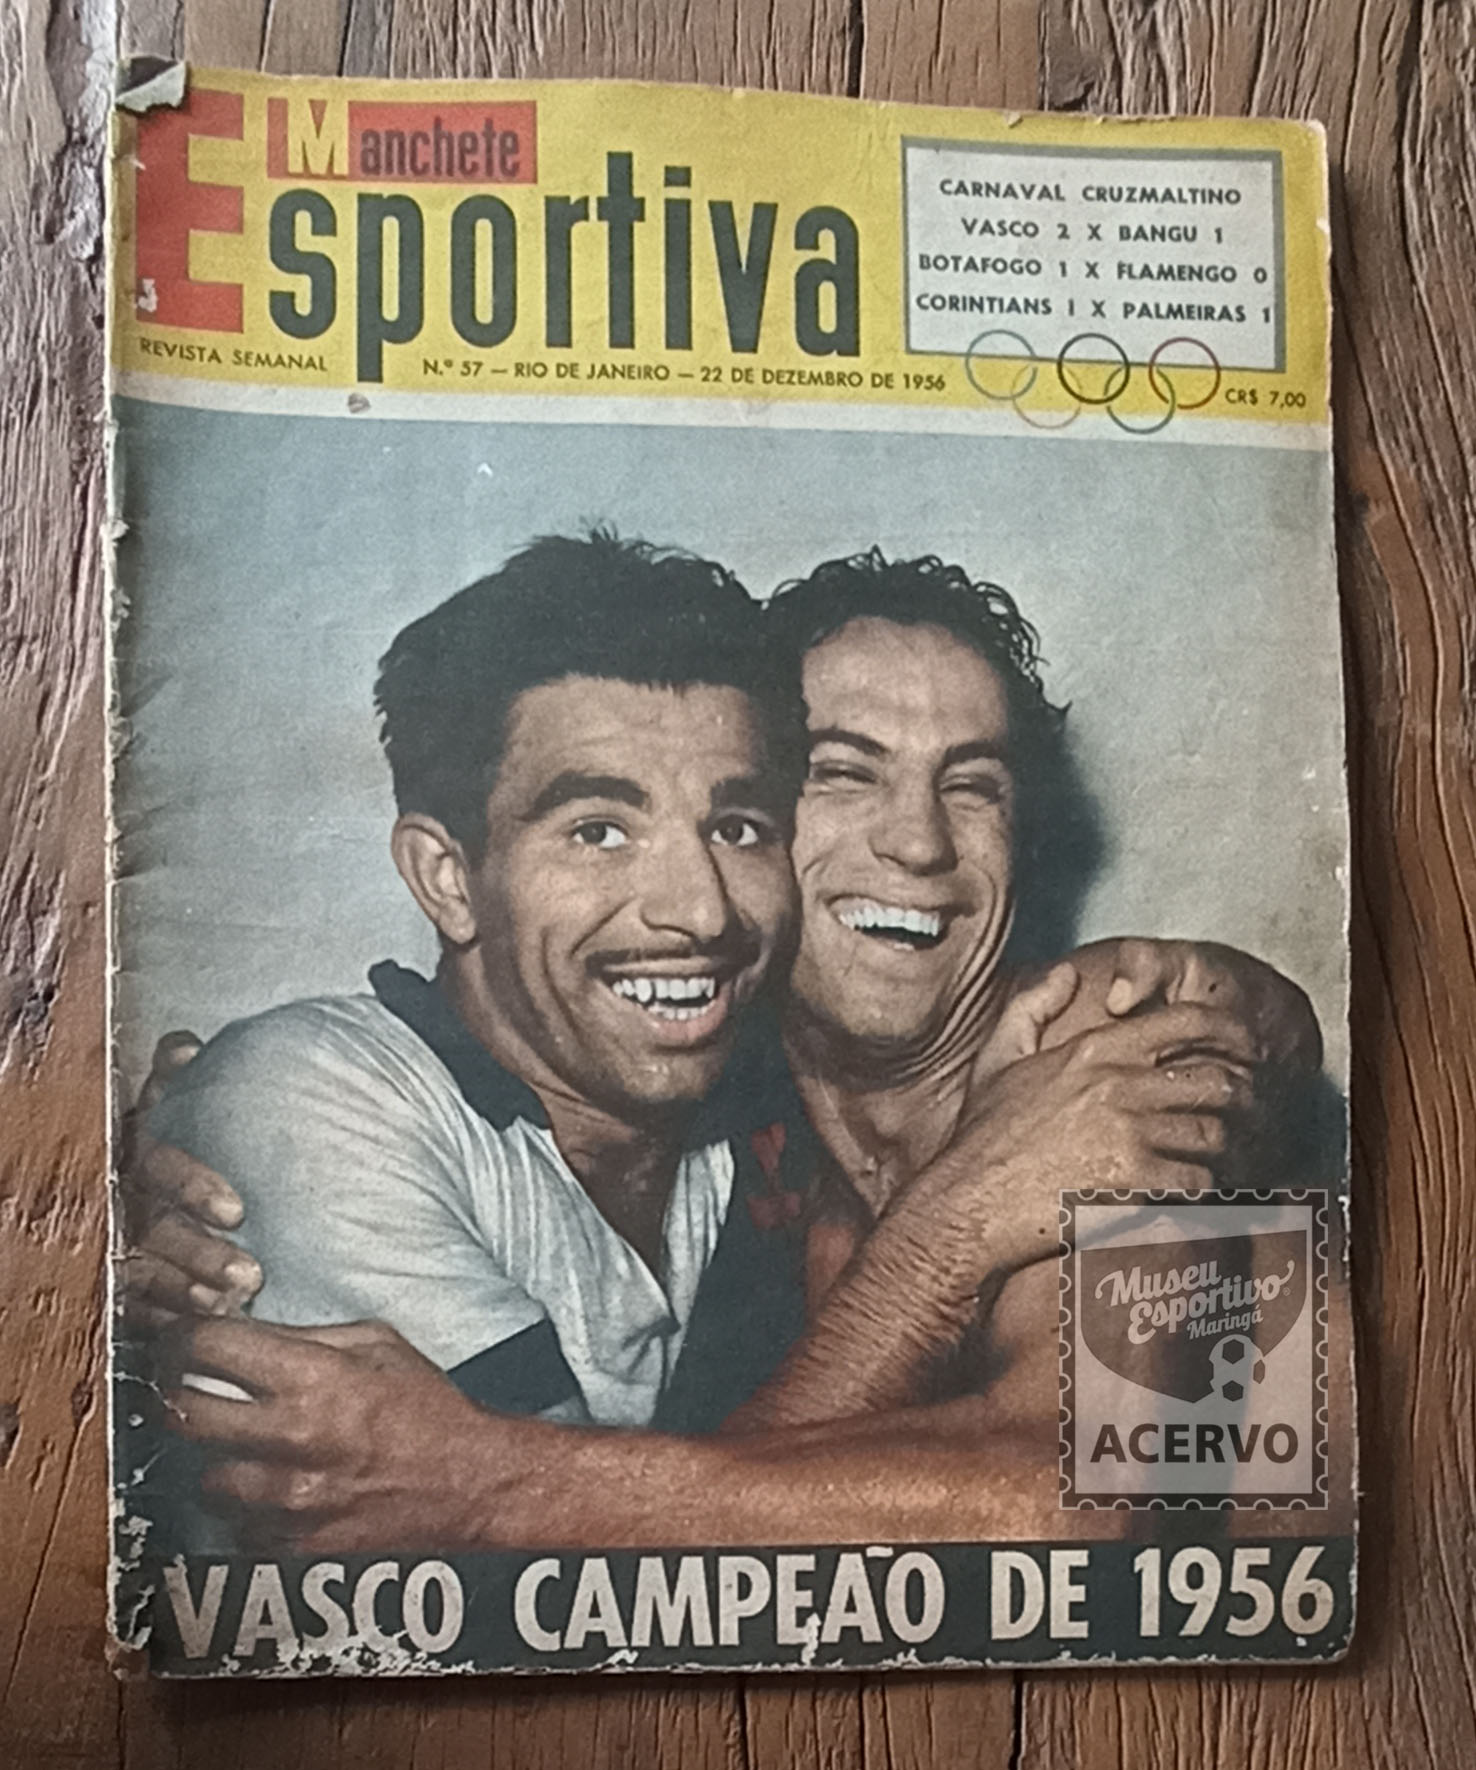 Manchete
Esportiva
CARNAVAL CRUZMALTINO
VASCO 2 X BANGU 1
BOTAFOGO 1 X FLAMENGO 0
CORINTIANS 1 X PALMEIRAS 1
REVISTA SEMANAL
N.º 57 — RIO DE JANEIRO — 22 DE DEZEMBRO DE 1956
CR$ 7,00
Museu
Esportivo
Maringá
ACERVO
VASCO CAMPEÃO DE 1956